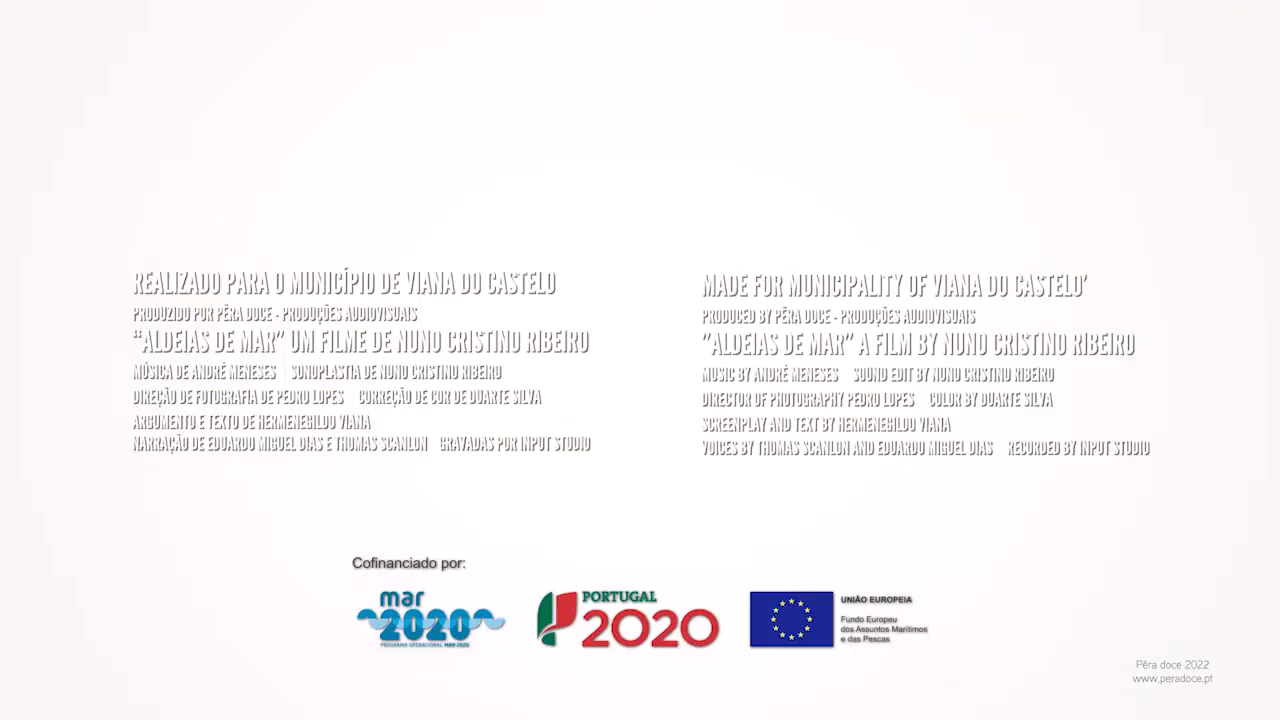 REALIZADO PARA O MUNICÍPIO DE VIANA DO CASTELO
PRODUZIDO POR PÊRA DOCE - PRODUÇÕES AUDIOVISUAIS
“ALDEIAS DE MAR” UM FILME DE NUNO CRISTINO RIBEIRO
MÚSICA DE ANDRÉ MENESES SONOPLASTIA DE NUNO CRISTINO RIBEIRO
DIREÇÃO DE FOTOGRAFIA DE PEDRO LOPES CORREÇÃO DE COR DE DUARTE SILVA
ARGUMENTO E TEXTO DE HERMENEGILDO VIANA
NARRAÇÃO DE EDUARDO MIGUEL DIAS E THOMAS SCANLON GRAVADAS POR INPUT STUDIO
MADE FOR MUNICIPALITY OF VIANA DO CASTELO'
PRODUCED BY PÊRA DOCE - PRODUÇÕES AUDIOVISUAIS
”ALDEIAS DE MAR” A FILM BY NUNO CRISTINO RIBEIRO
MUSIC BY ANDRÉ MENESES SOUND EDIT BY NUNO CRISTINO RIBEIRO
DIRECTOR OF PHOTOGRAPHY PEDRO LOPES COLOR BY DUARTE SILVA
SCREENPLAY AND TEXT BY HERMENEGILDO VIANA
VOICES BY THOMAS SCANLON AND EDUARDO MIGUEL DIAS RECORDED BY INPUT STUDIO
Cofinanciado por:
mar
2020
PROGRAMA OPERACIONAL MAR 2020
PORTUGAL
2020
UNIÃO EUROPEIA
Fundo Europeu
dos Assuntos Marítimos
e das Pescas
Pêra doce 2022
www.peradoce.pt